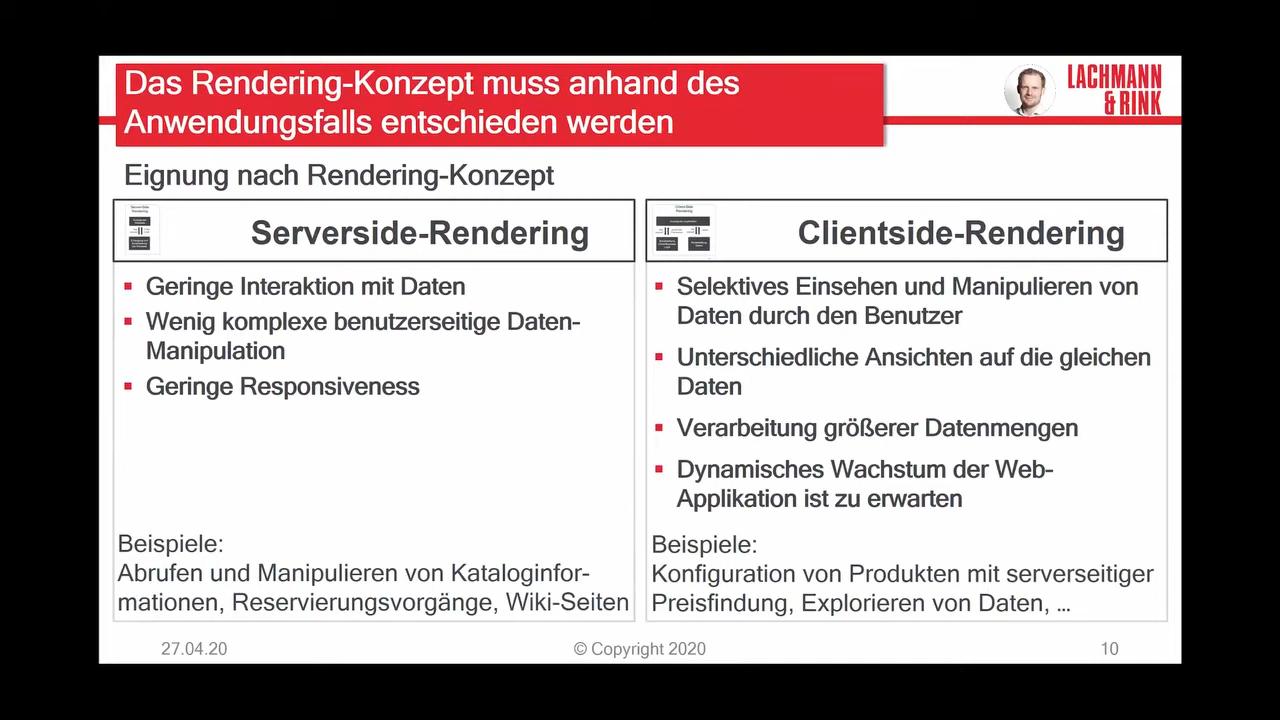 Das Rendering-Konzept muss anhand des
Anwendungsfalls entschieden werden
LACHMANN
& RINK
Eignung nach Rendering-Konzept
Serverside-Rendering
Geringe Interaktion mit Daten
Wenig komplexe benutzerseitige Daten-
Manipulation
Geringe Responsiveness
Beispiele:
Abrufen und Manipulieren von Kataloginfor-
mationen, Reservierungsvorgänge, Wiki-Seiten
Clientside-Rendering
Selektives Einsehen und Manipulieren von
Daten durch den Benutzer
Unterschiedliche Ansichten auf die gleichen
Daten
Verarbeitung größerer Datenmengen
Dynamisches Wachstum der Web-
Applikation ist zu erwarten
Beispiele:
Konfiguration von Produkten mit serverseitiger
Preisfindung, Explorieren von Daten, ...
27.04.20
© Copyright 2020
10